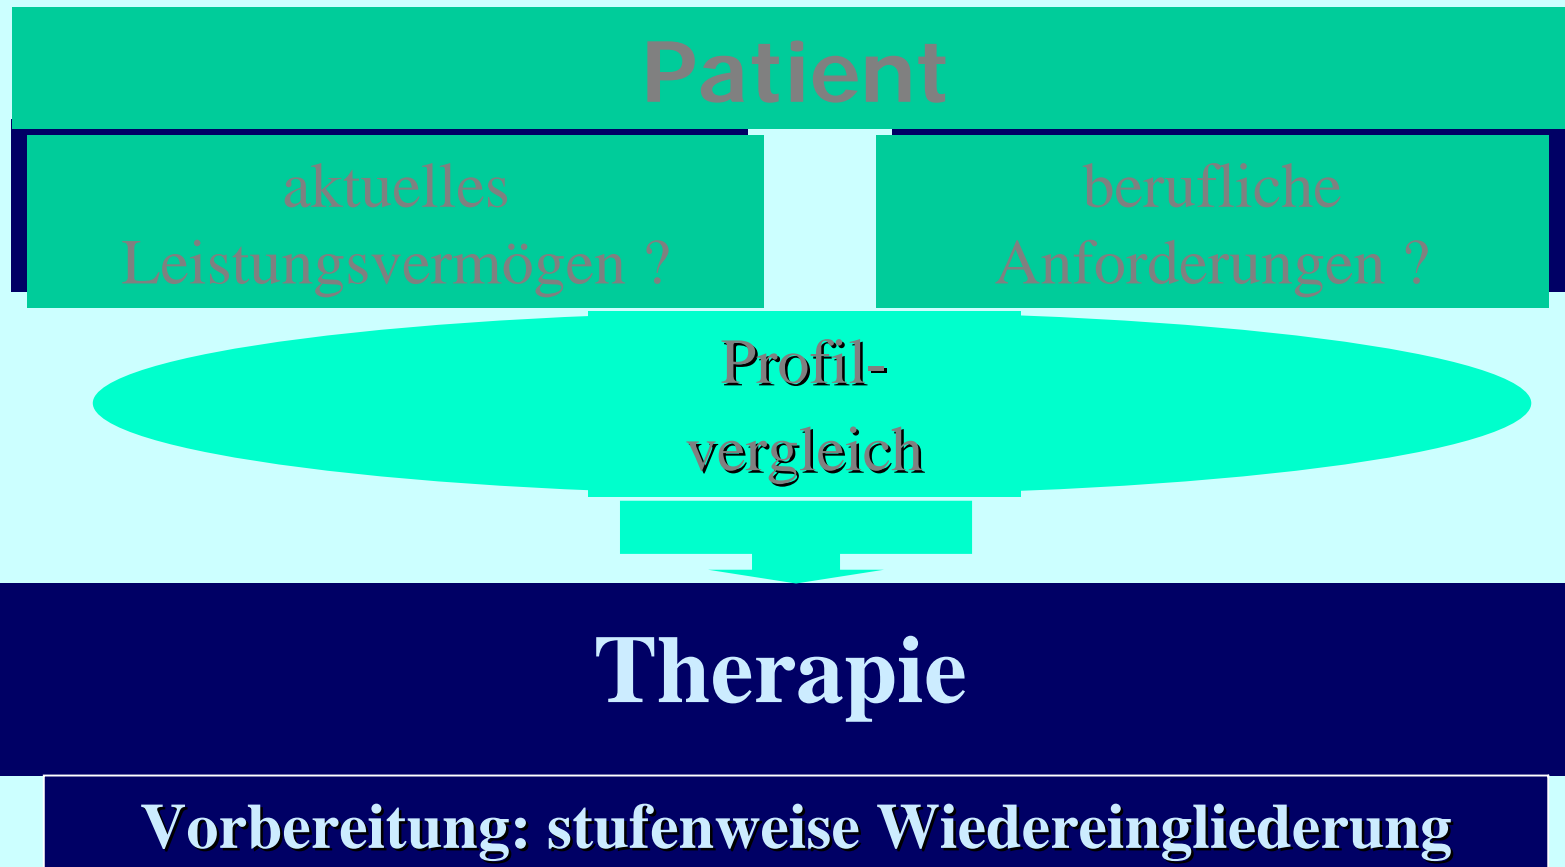 Patient
aktuelles
Leistungsvermögen ?
berufliche
Anforderungen ?
Profil-
vergleich
Therapie
Vorbereitung: stufenweise Wiedereingliederung